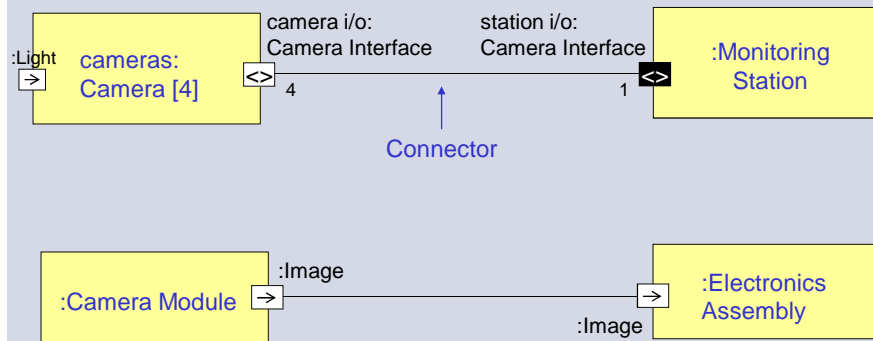 camera i/o:
Camera Interface
station i/o:
Camera Interface
:Light
cameras:
Camera [4]
<>
4
1
<>
:Monitoring
Station
Connector
:Camera Module
:Image
:Image
:Electronics
Assembly